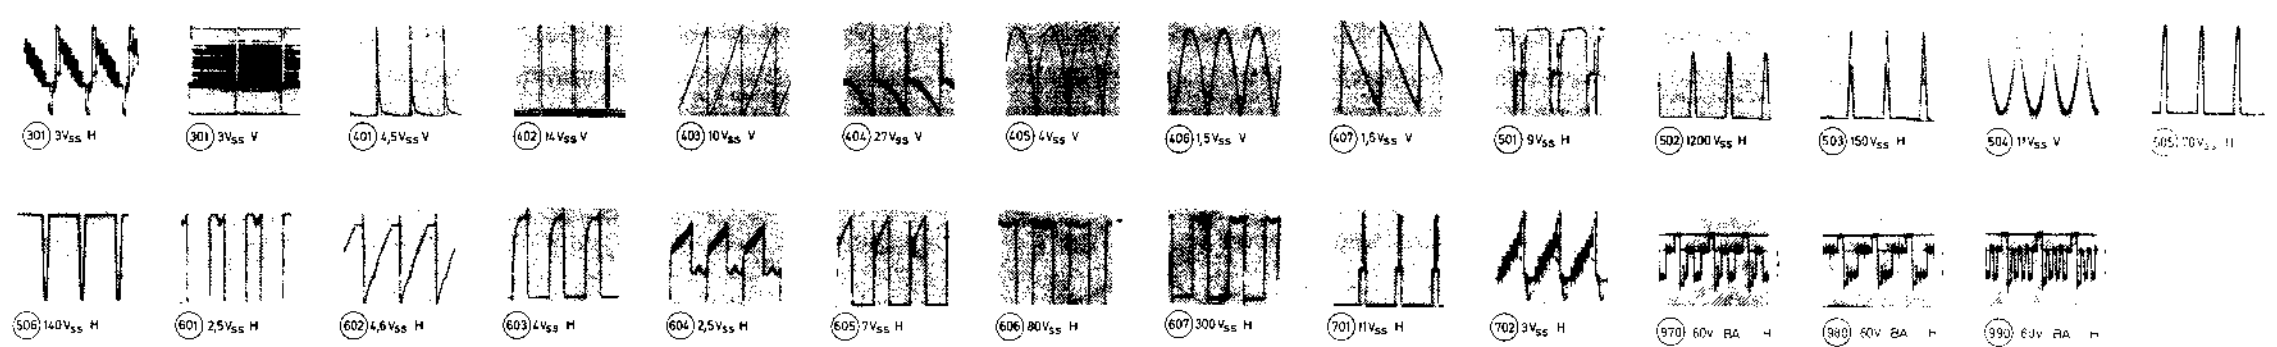 301 3Vss H 301 3Vss V 401 4,5Vss V 402 14Vss V 403 10Vss V 404 27Vss V 405 4Vss V 406 1,5Vss V 407 1,6Vss V 501 9Vss H 502 1200Vss H 503 150Vss H 504 11Vss V 505 70Vss H
506 140Vss H 601 2,5Vss H 602 4,6Vss H 603 4Vss H 604 2,5Vss H 605 7Vss H 606 80Vss H 607 300Vss H 701 11Vss H 702 3Vss H 970 60V BA H 980 60V BA H 990 60V BA H